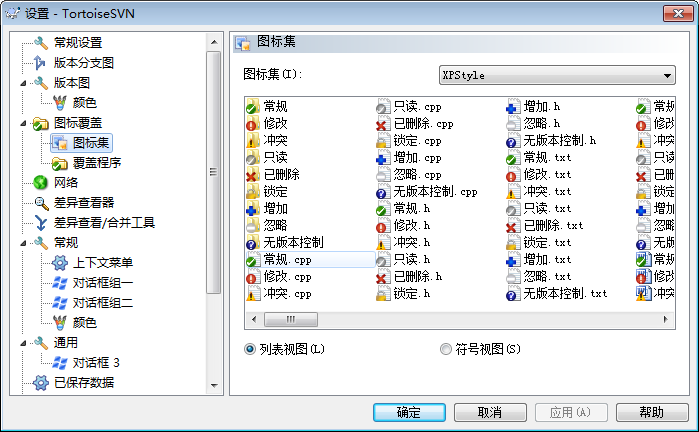 设置 - TortoiseSVN
常规设置
版本分支图
版本图
颜色
图标覆盖
图标集
覆盖程序
网络
差异查看器
差异查看/合并工具
常规
上下文菜单
对话框组一
对话框组二
颜色
通用
对话框 3
已保存数据
图标集
图标集(I):
XPStyle
常规
修改
冲突
只读
已删除
锁定
增加
忽略
无版本控制
常规.cpp
修改.cpp
冲突.cpp
只读.cpp
已删除.cpp
锁定.cpp
增加.cpp
忽略.cpp
无版本控制.cpp
常规.h
修改.h
冲突.h
只读.h
已删除.h
锁定.h
增加.h
忽略.h
无版本控制.h
常规.txt
修改.txt
冲突.txt
只读.txt
已删除.txt
锁定.txt
增加.txt
忽略.txt
无版本控制.txt
常规
修改
冲突
只读
已删
锁定
增加
忽略
无版
常规
修改
冲突
列表视图(L)
符号视图(S)
确定
取消
应用(A)
帮助